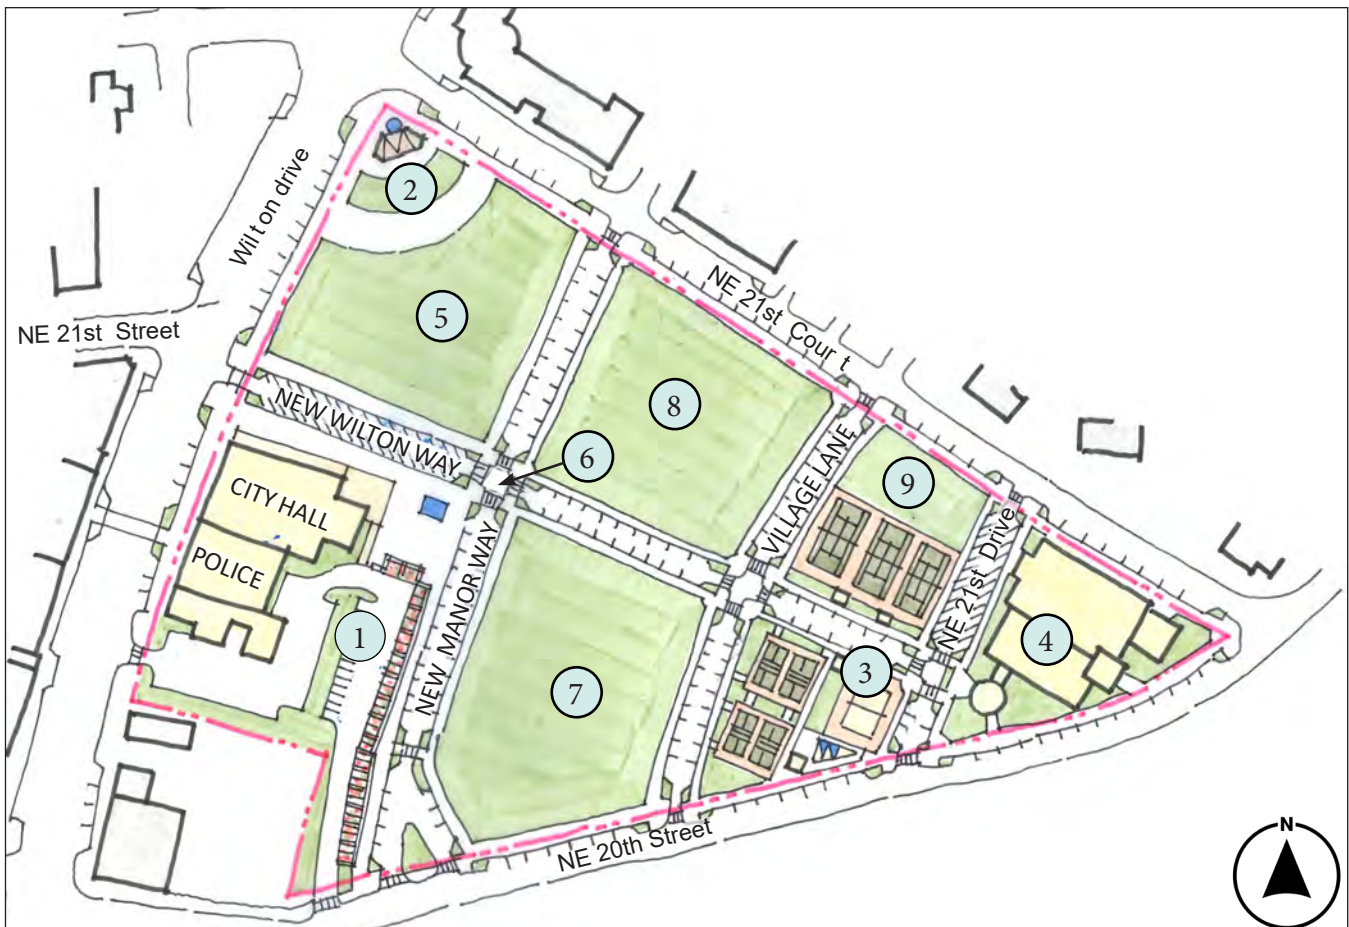 2
Wilton drive
NE 21st Court
NE 21st Street
5
8
NEW WILTON WAY
6
VILLAGE LANE
9
CITY HALL
POLICE
NEW MANOR WAY
NE 21st Drive
1
4
3
7
NE 20th Street
N